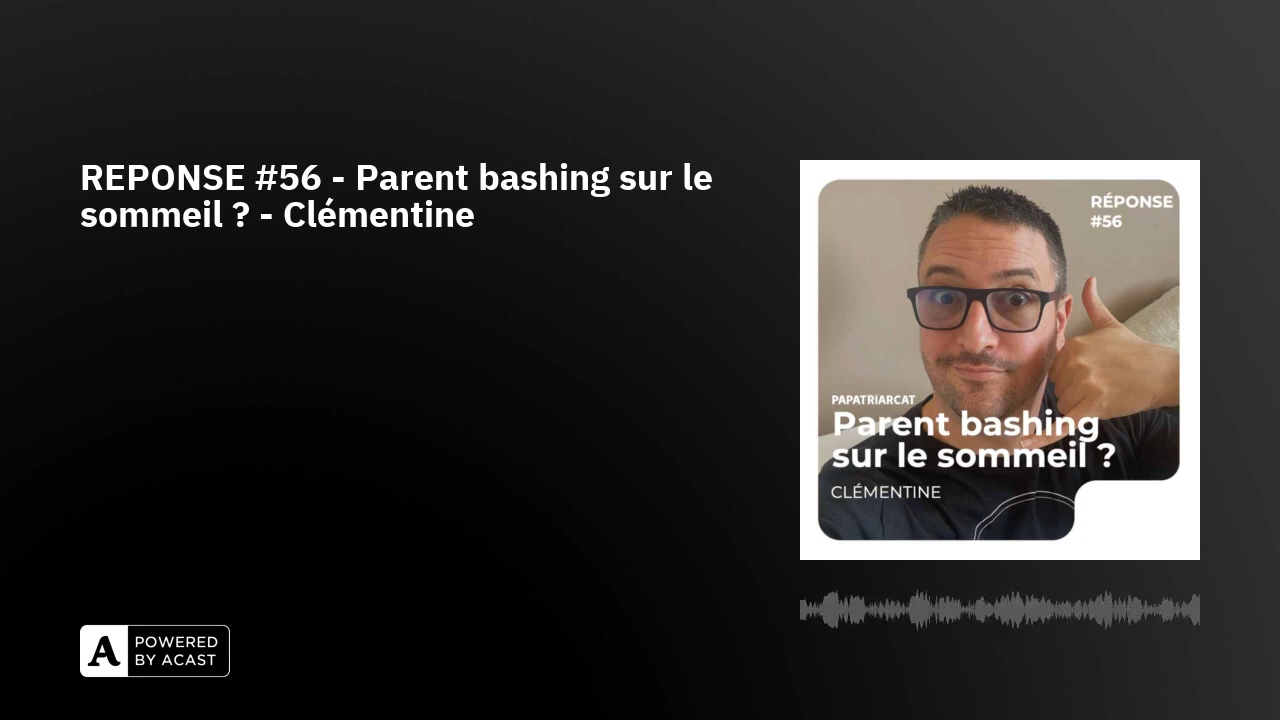 REPONSE #56 - Parent bashing sur le
sommeil ? - Clémentine
RÉPONSE
#56
PAPATRIARCAT
Parent bashing
sur le sommeil ?
CLÉMENTINE
A POWERED
BY ACAST